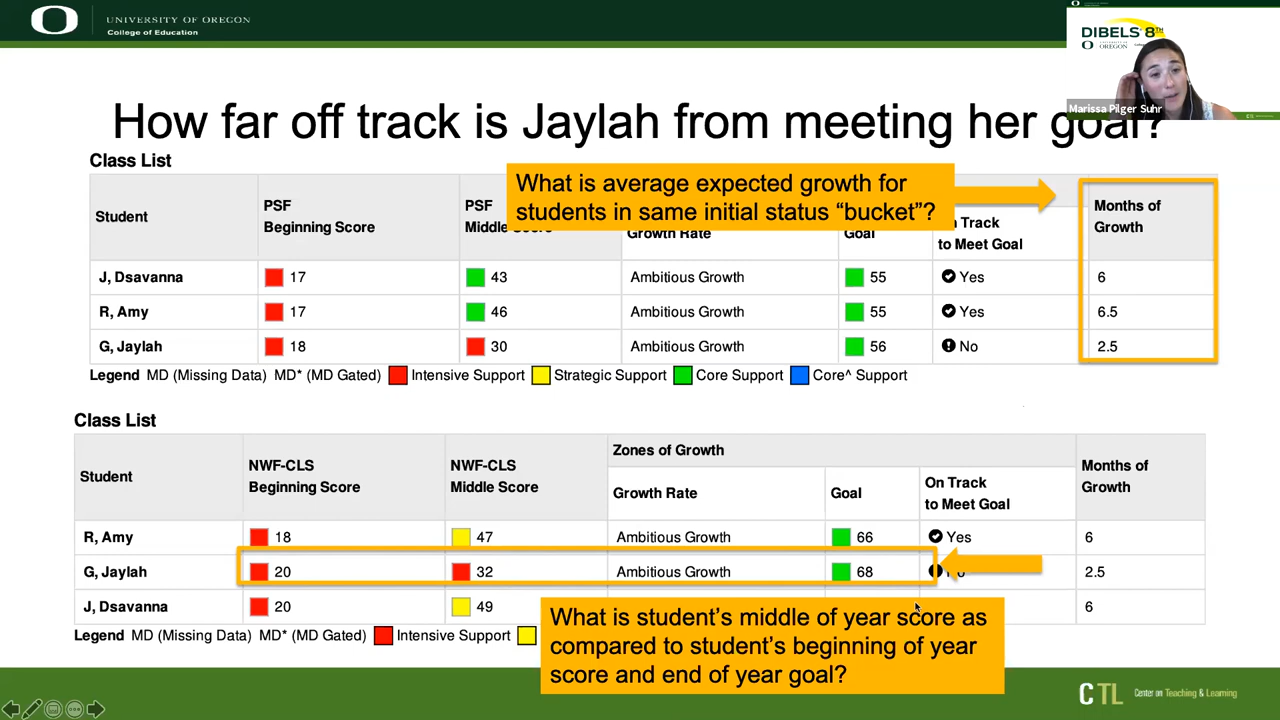 UNIVERSITY OF OREGON
College of Education
DIBELS 8TH
OREGON
Marissa Pilger Suhr
How far off track is Jaylah from meeting her goal?
Class List
What is average expected growth for
students in same initial status “bucket”?
Student PSF Beginning Score PSF Middle Score Growth Rate Goal On Track to Meet Goal Months of Growth
J, Dsavanna 17 43 Ambitious Growth 55 Yes 6
R, Amy 17 46 Ambitious Growth 55 Yes 6.5
G, Jaylah 18 30 Ambitious Growth 56 No 2.5
Legend MD (Missing Data) MD* (MD Gated) Intensive Support Strategic Support Core Support Core^ Support
Class List
Zones of Growth
Student NWF-CLS Beginning Score NWF-CLS Middle Score Growth Rate Goal On Track to Meet Goal Months of Growth
R, Amy 18 47 Ambitious Growth 66 Yes 6
G, Jaylah 20 32 Ambitious Growth 68 No 2.5
J, Dsavanna 20 49 6
Legend MD (Missing Data) MD* (MD Gated) Intensive Support
What is student’s middle of year score as
compared to student’s beginning of year
score and end of year goal?
CTL Center on Teaching & Learning